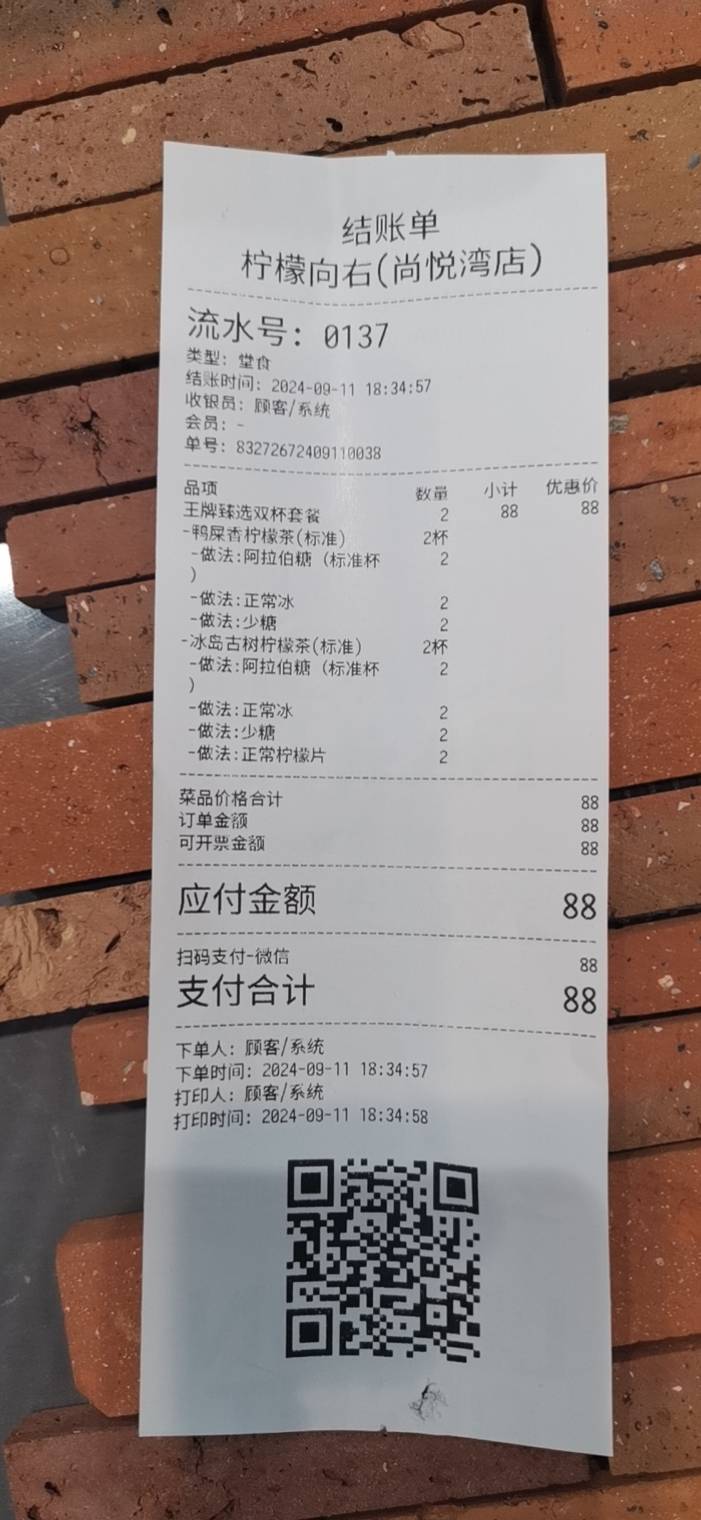 结账单
柠檬向右(尚悦湾店)
流水号: 0137
类型: 堂食
结账时间: 2024-09-11 18:34:57
收银员: 顾客/系统
会员: -
单号: 83272672409110038
品项 数量 小计 优惠价
王牌臻选双杯套餐 2 88 88
-鸭屎香柠檬茶(标准) 2杯
-做法:阿拉伯糖 (标准杯 2
)
-做法:正常冰 2
-做法:少糖 2
-冰岛古树柠檬茶(标准) 2杯
-做法:阿拉伯糖 (标准杯 2
)
-做法:正常冰 2
-做法:少糖 2
-做法:正常柠檬片 2
菜品价格合计 88
订单金额 88
可开票金额 88
应付金额 88
扫码支付-微信 88
支付合计 88
下单人: 顾客/系统
下单时间: 2024-09-11 18:34:57
打印人: 顾客/系统
打印时间: 2024-09-11 18:34:58